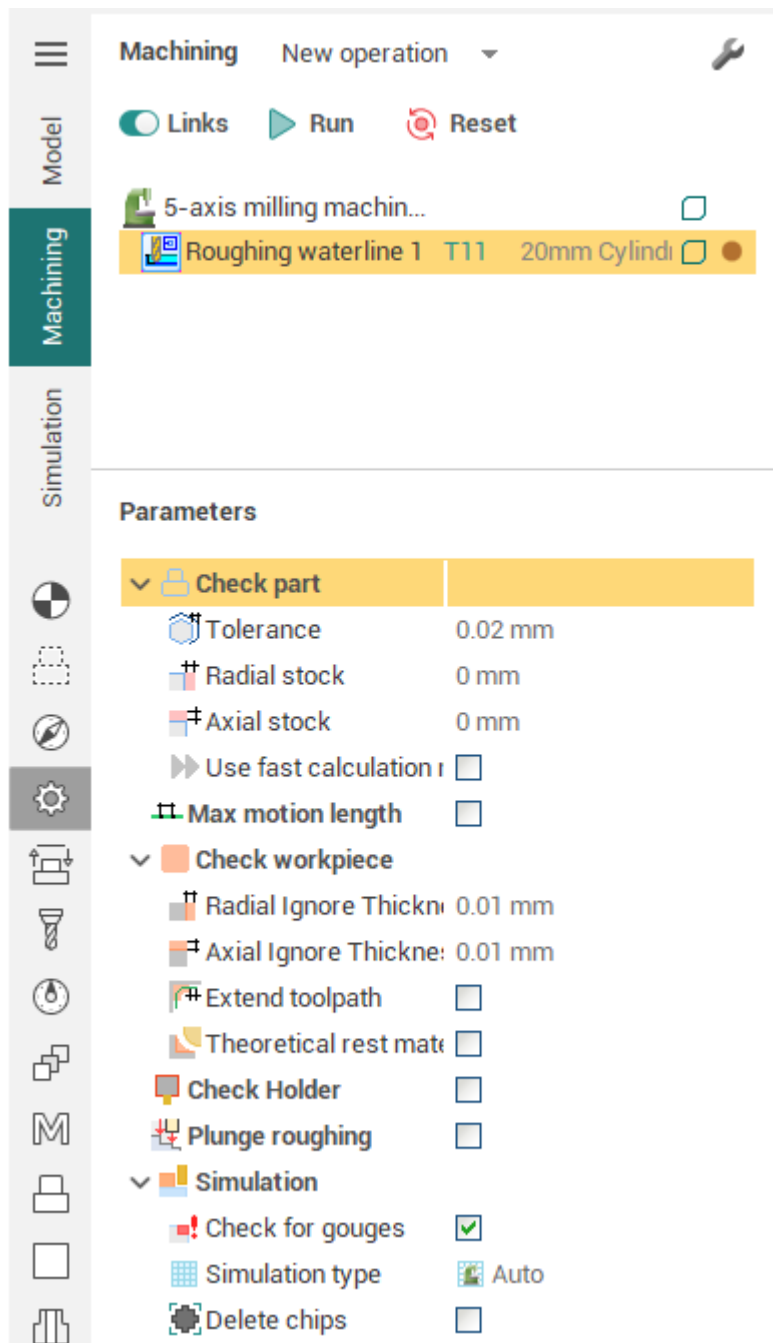 Machining New operation
Links Run Reset
Model
5-axis milling machin...
Roughing waterline 1 T11 20mm Cylind
Machining
Simulation
Parameters
Check part
Tolerance 0.02 mm
Radial stock 0 mm
Axial stock 0 mm
Use fast calculation
Max motion length
Check workpiece
Radial Ignore Thickn 0.01 mm
Axial Ignore Thickne 0.01 mm
Extend toolpath
Theoretical rest mate
Check Holder
Plunge roughing
Simulation
Check for gouges
Simulation type Auto
Delete chips